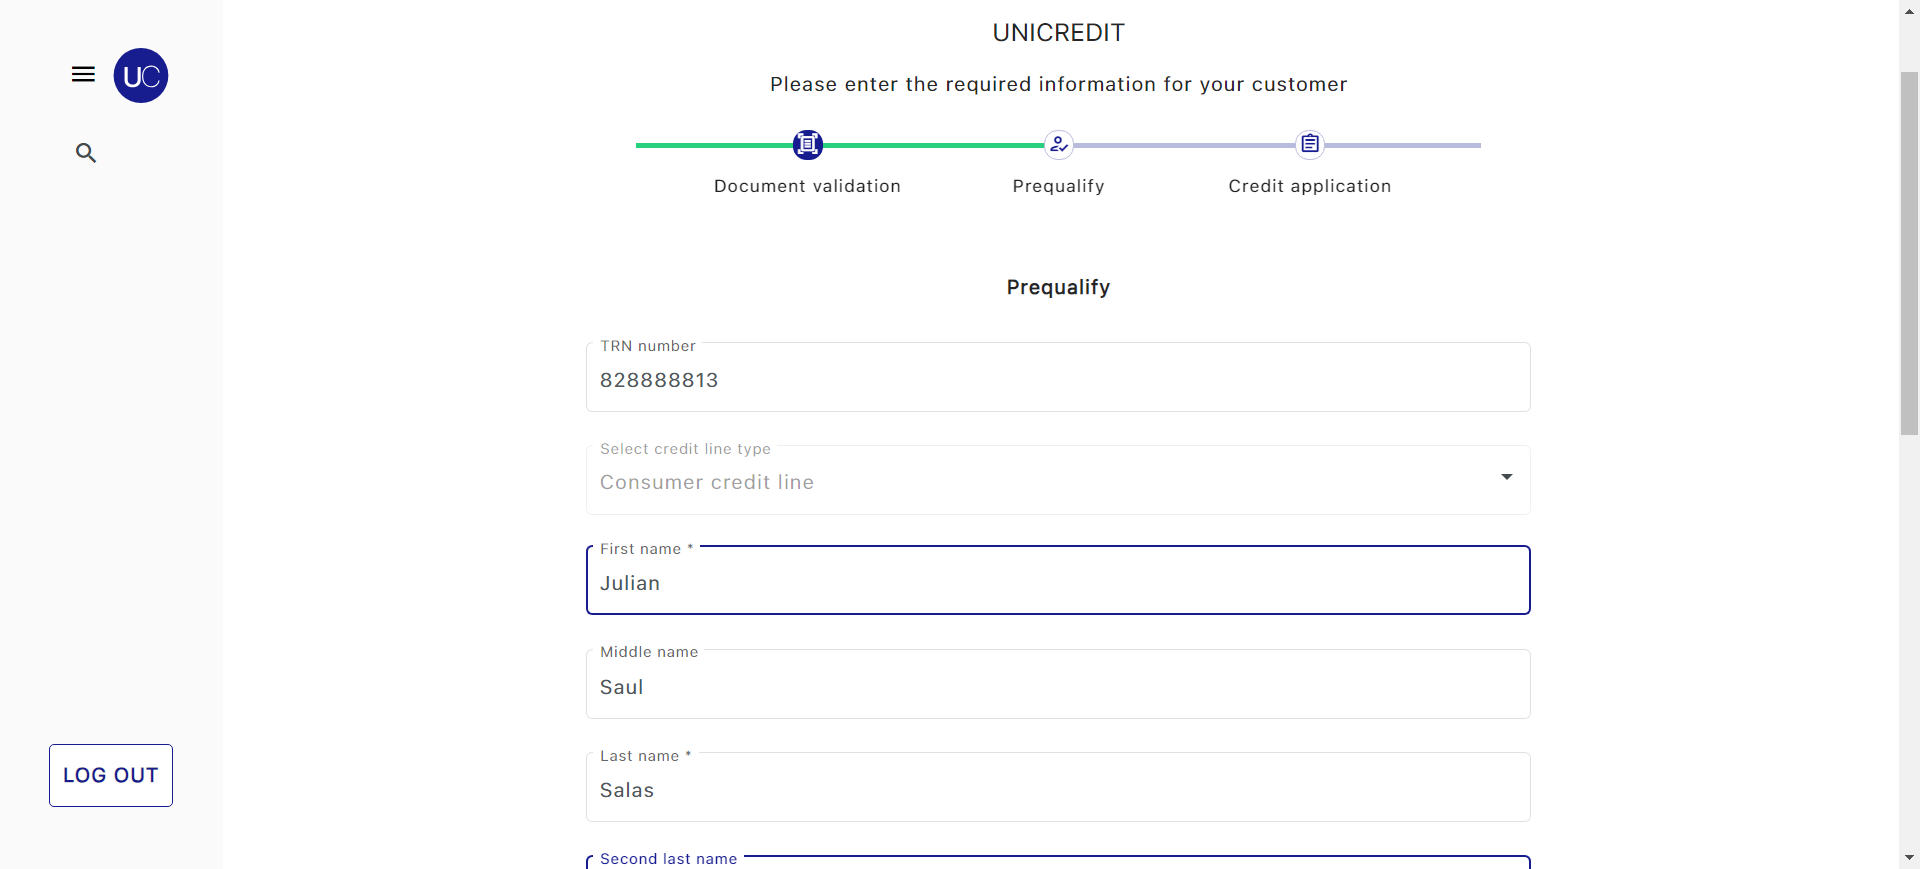 UC
UNICREDIT
Please enter the required information for your customer
Document validation
Prequalify
Credit application
Prequalify
TRN number
828888813
Select credit line type
Consumer credit line
First name *
Julian
Middle name
Saul
Last name *
Salas
Second last name
LOG OUT